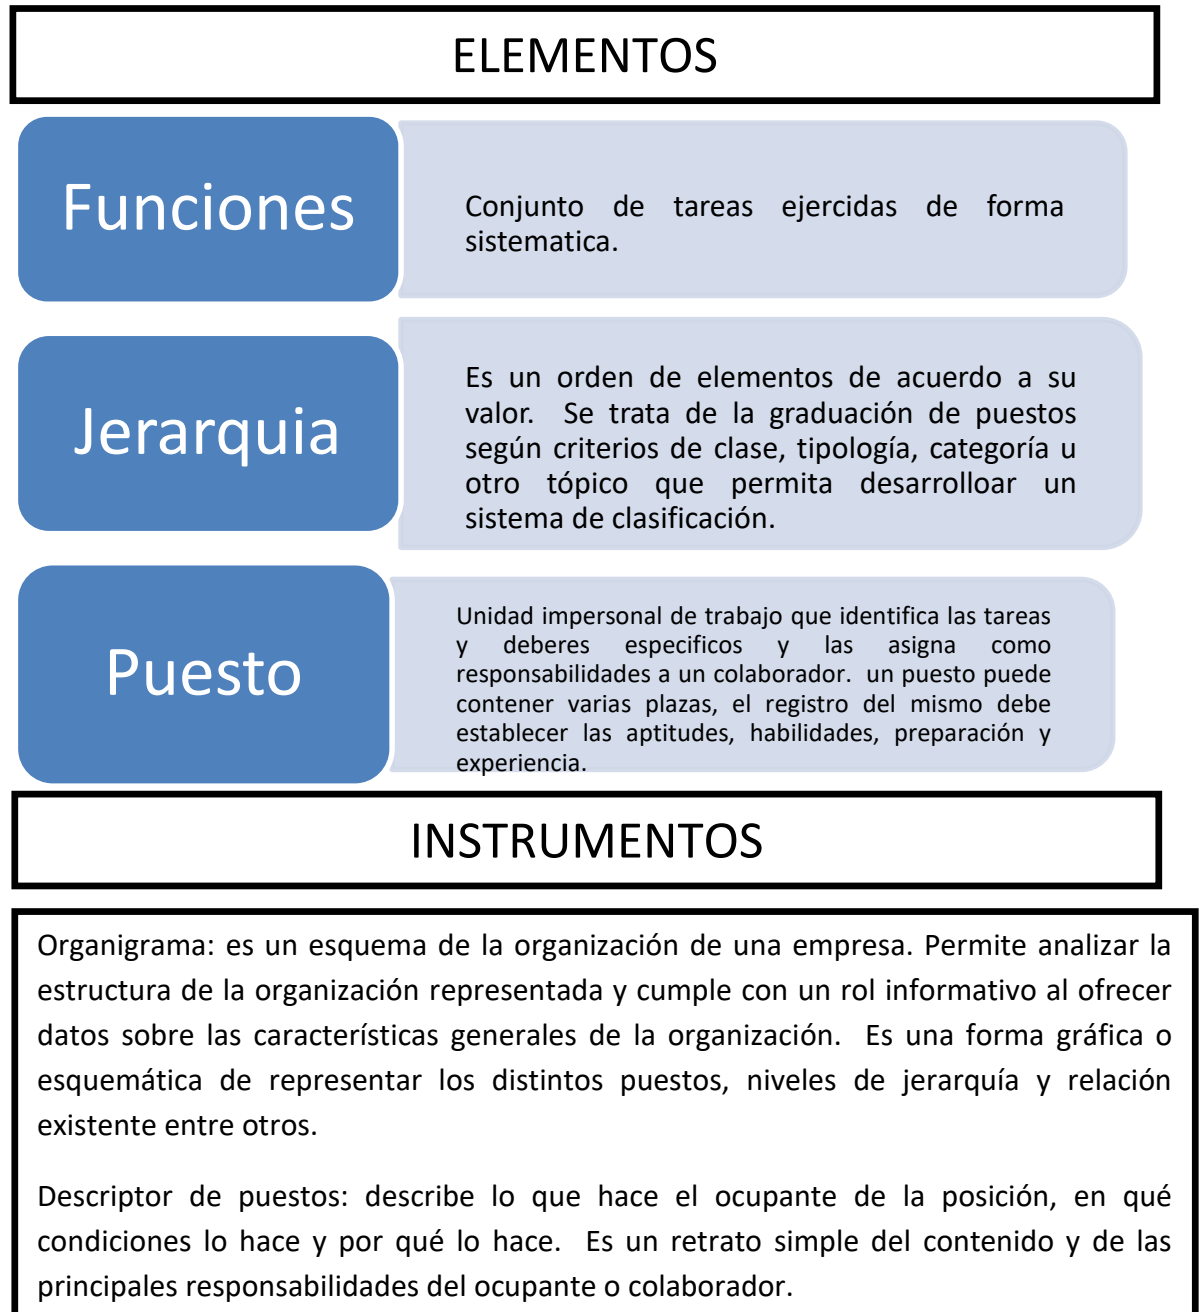 ELEMENTOS
Funciones
Conjunto de tareas ejercidas de forma
sistematica.
Jerarquia
Es un orden de elementos de acuerdo a su
valor. Se trata de la graduación de puestos
según criterios de clase, tipología, categoría u
otro tópico que permita desarrolloar un
sistema de clasificación.
Puesto
Unidad impersonal de trabajo que identifica las tareas
y deberes especificos y las asigna como
responsabilidades a un colaborador. un puesto puede
contener varias plazas, el registro del mismo debe
establecer las aptitudes, habilidades, preparación y
experiencia.
INSTRUMENTOS
Organigrama: es un esquema de la organización de una empresa. Permite analizar la
estructura de la organización representada y cumple con un rol informativo al ofrecer
datos sobre las características generales de la organización. Es una forma gráfica o
esquemática de representar los distintos puestos, niveles de jerarquía y relación
existente entre otros.
Descriptor de puestos: describe lo que hace el ocupante de la posición, en qué
condiciones lo hace y por qué lo hace. Es un retrato simple del contenido y de las
principales responsabilidades del ocupante o colaborador.